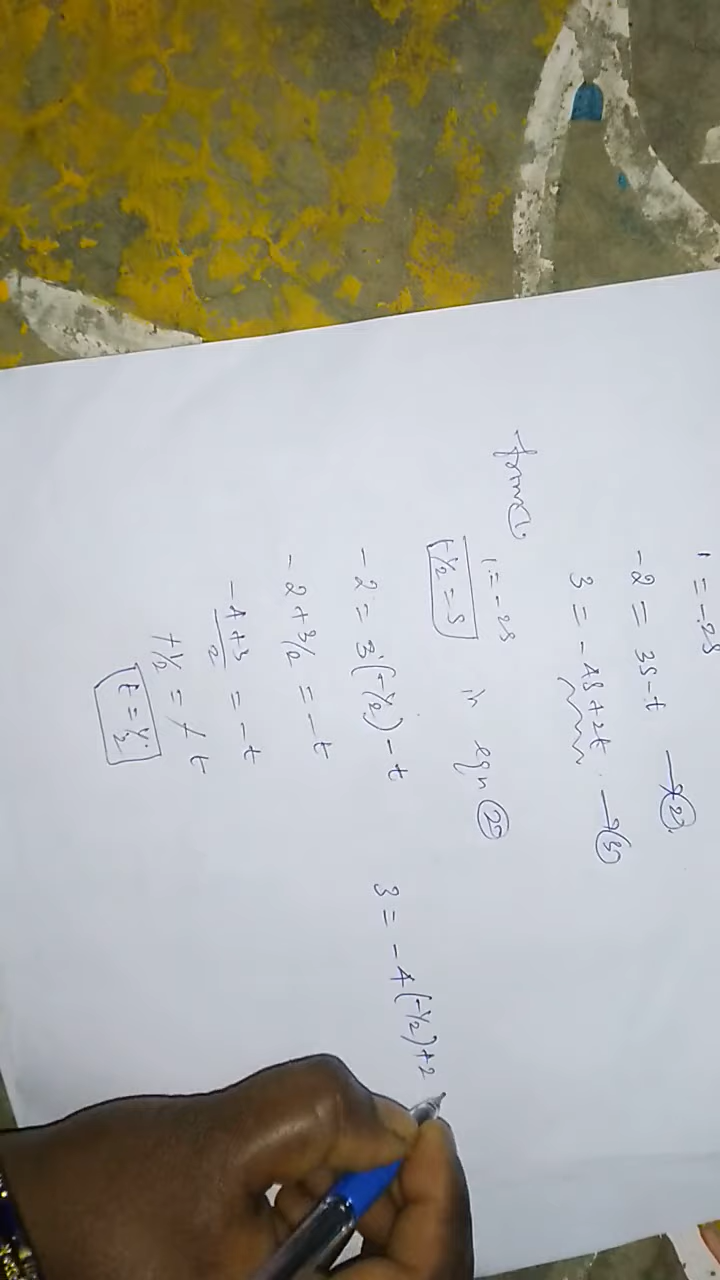 1 = -2s
-2 = 3s - t → (2)
3 = -4s + 2t → (3)
from (1)
1 = -2s
-1/2 = s in eqn (2)
-2 = 3(-1/2) - t
-2 + 3/2 = -t
-4+3/2 = -t
+1/2 = +t
t = 1/2
3 = -4(-1/2) + 2